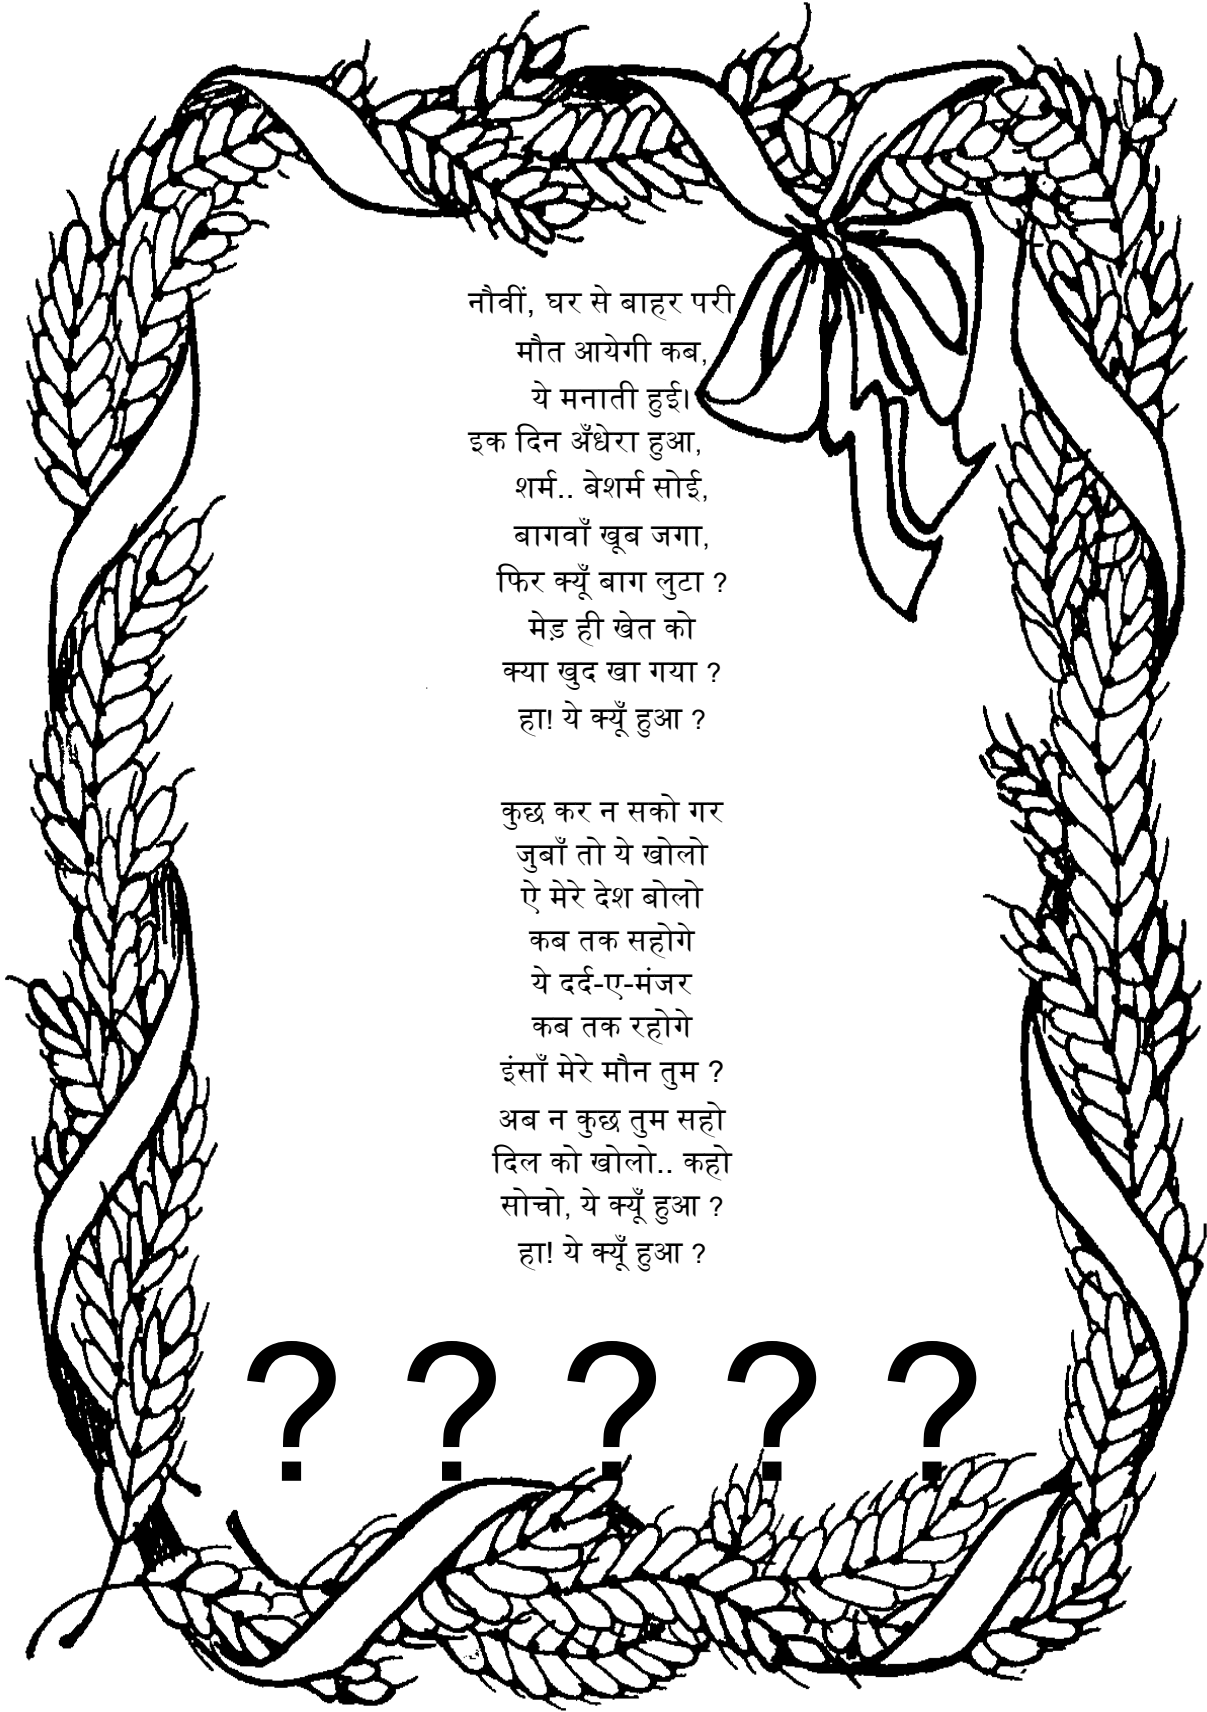 नौवीं, घर से बाहर परी
मौत आयेगी कब,
ये मनाती हुई।
इक दिन अँधेरा हुआ,
शर्म.. बेशर्म सोई,
बागवाँ खूब जगा,
फिर क्यूँ बाग लुटा ?
मेड़ ही खेत को
क्या खुद खा गया ?
हा! ये क्यूँ हुआ ?

कुछ कर न सको गर
जुबाँ तो ये खोलो
ऐ मेरे देश बोलो
कब तक सहोगे
ये दर्द-ए-मंजर
कब तक रहोगे
इंसाँ मेरे मौन तुम ?
अब न कुछ तुम सहो
दिल को खोलो.. कहो
सोचो, ये क्यूँ हुआ ?
हा! ये क्यूँ हुआ ?

? ? ? ? ?